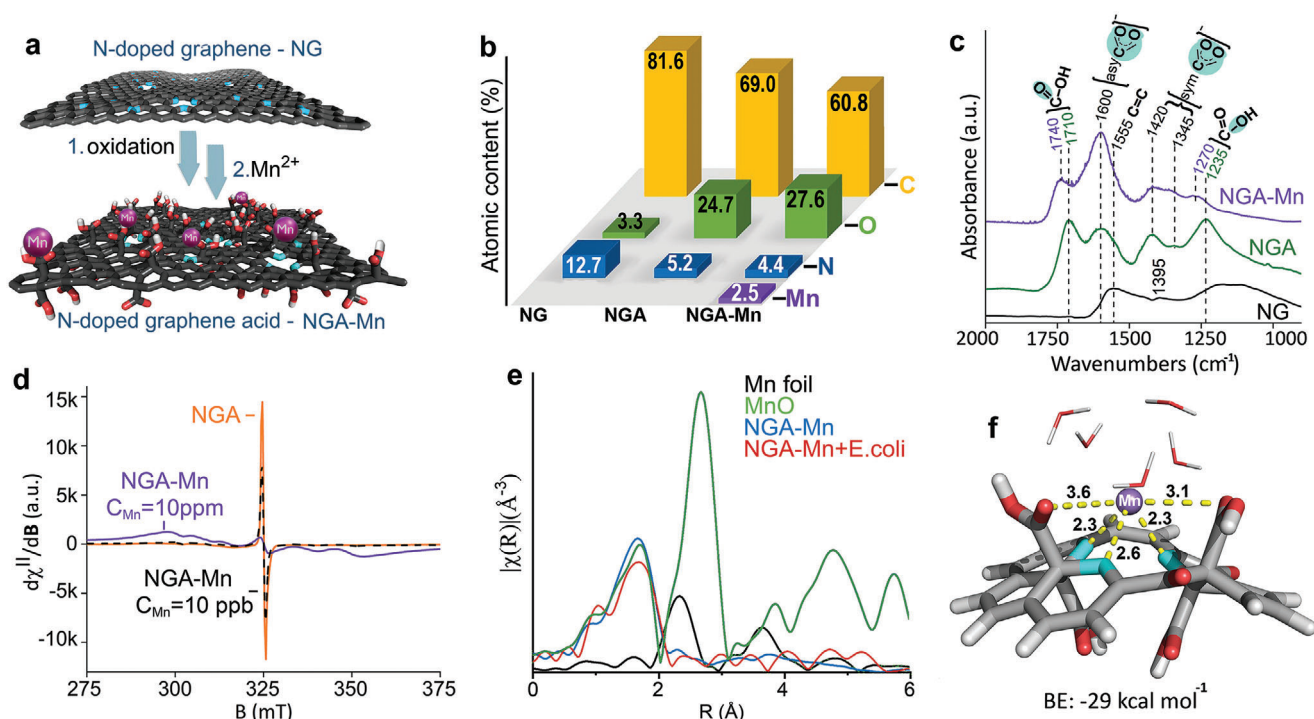 a
N-doped graphene - NG
1.oxidation
2.Mn²⁺
Mn
Mn
Mn
Mn
Mn
N-doped graphene acid - NGA-Mn
b
Atomic content (%)
81.6
69.0
60.8
C
3.3
24.7
27.6
O
12.7
5.2
4.4
N
2.5
Mn
NG
NGA
NGA-Mn
c
Absorbance (a.u.)
O
C-OH
1740
1710
1600
asy
C
O
O
1555 C=C
1420
1345
sym
C
O
O
1270
1235
C
O
OH
NGA-Mn
NGA
1395
NG
2000
1750
1500
1250
1000
Wavenumbers (cm⁻¹)
d
dχ^||/dB (a.u.)
15k
10k
5k
0
-5k
-10k
NGA
NGA-Mn
C_Mn=10ppm
NGA-Mn
C_Mn=10 ppb
275
300
325
350
375
B (mT)
e
|χ(R)|(Å⁻³)
Mn foil
MnO
NGA-Mn
NGA-Mn+E.coli
0
2
4
6
R (Å)
f
3.6
Mn
3.1
2.3
2.3
2.6
BE: -29 kcal mol⁻¹